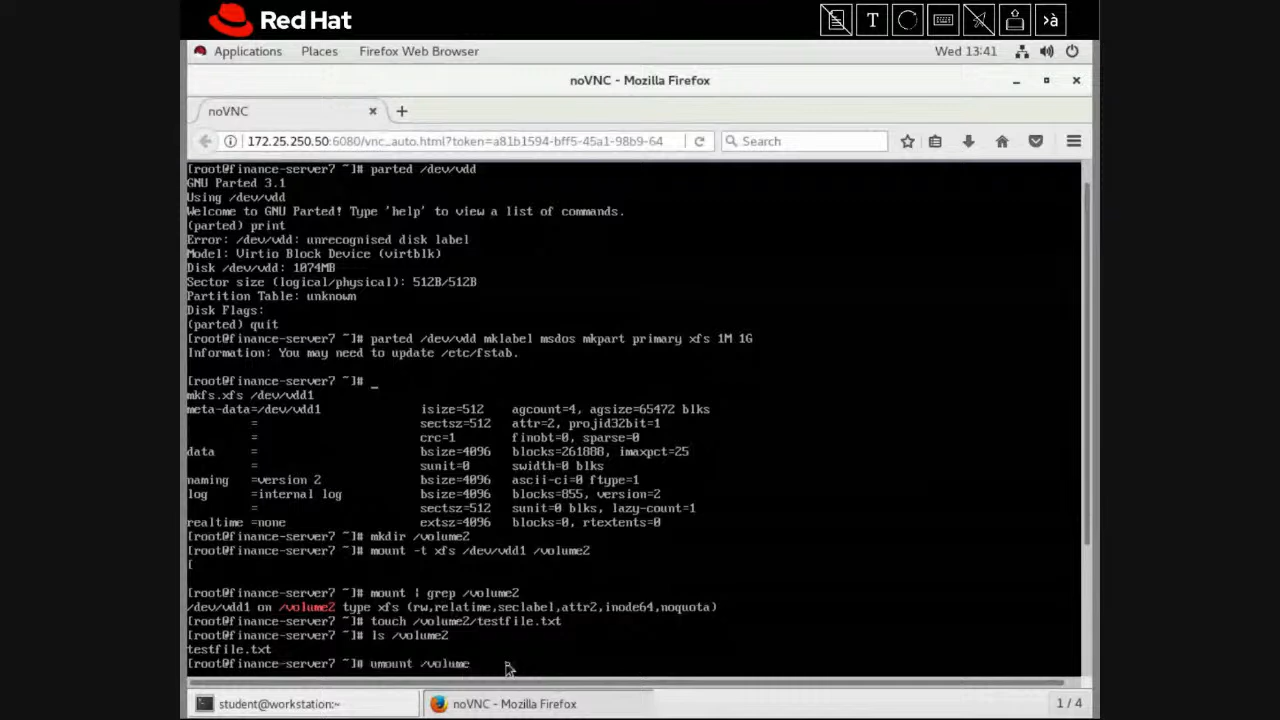 Red Hat
T
›à
Applications Places Firefox Web Browser Wed 13:41
noVNC - Mozilla Firefox
noVNC
172.25.250.50:6080/vnc_auto.html?token=a81b1594-bff5-45a1-98b9-64 Search
[root@finance-server7 ~]# parted /dev/vdd
GNU Parted 3.1
Using /dev/vdd
Welcome to GNU Parted! Type 'help' to view a list of commands.
(parted) print
Error: /dev/vdd: unrecognised disk label
Model: Virtio Block Device (virtblk)
Disk /dev/vdd: 1074MB
Sector size (logical/physical): 512B/512B
Partition Table: unknown
Disk Flags:
(parted) quit
[root@finance-server7 ~]# parted /dev/vdd mklabel msdos mkpart primary xfs 1M 1G
Information: You may need to update /etc/fstab.
[root@finance-server7 ~]# _
mkfs.xfs /dev/vdd1
meta-data=/dev/vdd1 isize=512 agcount=4, agsize=65472 blks
= sectsz=512 attr=2, projid32bit=1
= crc=1 finobt=0, sparse=0
data = bsize=4096 blocks=261888, imaxpct=25
= sunit=0 swidth=0 blks
naming =version 2 bsize=4096 ascii-ci=0 ftype=1
log =internal log bsize=4096 blocks=855, version=2
= sectsz=512 sunit=0 blks, lazy-count=1
realtime =none extsz=4096 blocks=0, rtextents=0
[root@finance-server7 ~]# mkdir /volume2
[root@finance-server7 ~]# mount -t xfs /dev/vdd1 /volume2
[
[root@finance-server7 ~]# mount | grep /volume2
/dev/vdd1 on /volume2 type xfs (rw,relatime,seclabel,attr2,inode64,noquota)
[root@finance-server7 ~]# touch /volume2/testfile.txt
[root@finance-server7 ~]# ls /volume2
testfile.txt
[root@finance-server7 ~]# umount /volume
student@workstation:~ noVNC - Mozilla Firefox 1 / 4